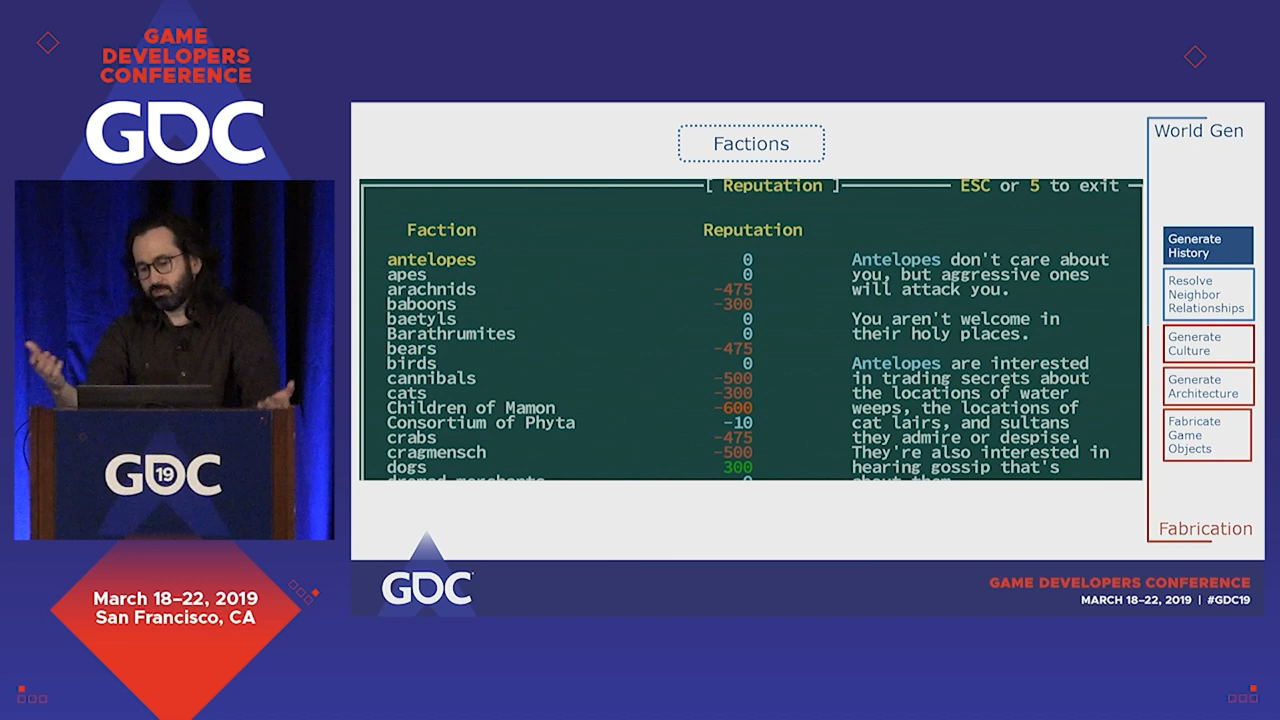 GAME
DEVELOPERS
CONFERENCE
GDC
GDC
19
March 18–22, 2019
San Francisco, CA
Factions
[ Reputation ]
ESC or 5 to exit
Faction Reputation
antelopes 0
apes 0
arachnids -475
baboons -300
baetyls 0
Barathrumites 0
bears -475
birds 0
cannibals -500
cats -300
Children of Mamon -600
Consortium of Phyta -10
crabs -475
cragmensch -500
dogs 300
dromad merchants 0
Antelopes don't care about
you, but aggressive ones
will attack you.
You aren't welcome in
their holy places.
Antelopes are interested
in trading secrets about
the locations of water
weeps, the locations of
cat lairs, and sultans
they admire or despise.
They're also interested in
hearing gossip that's
about them.
World Gen
Generate
History
Resolve
Neighbor
Relationships
Generate
Culture
Generate
Architecture
Fabricate
Game
Objects
Fabrication
GDC
GAME DEVELOPERS CONFERENCE
MARCH 18–22, 2019 | #GDC19